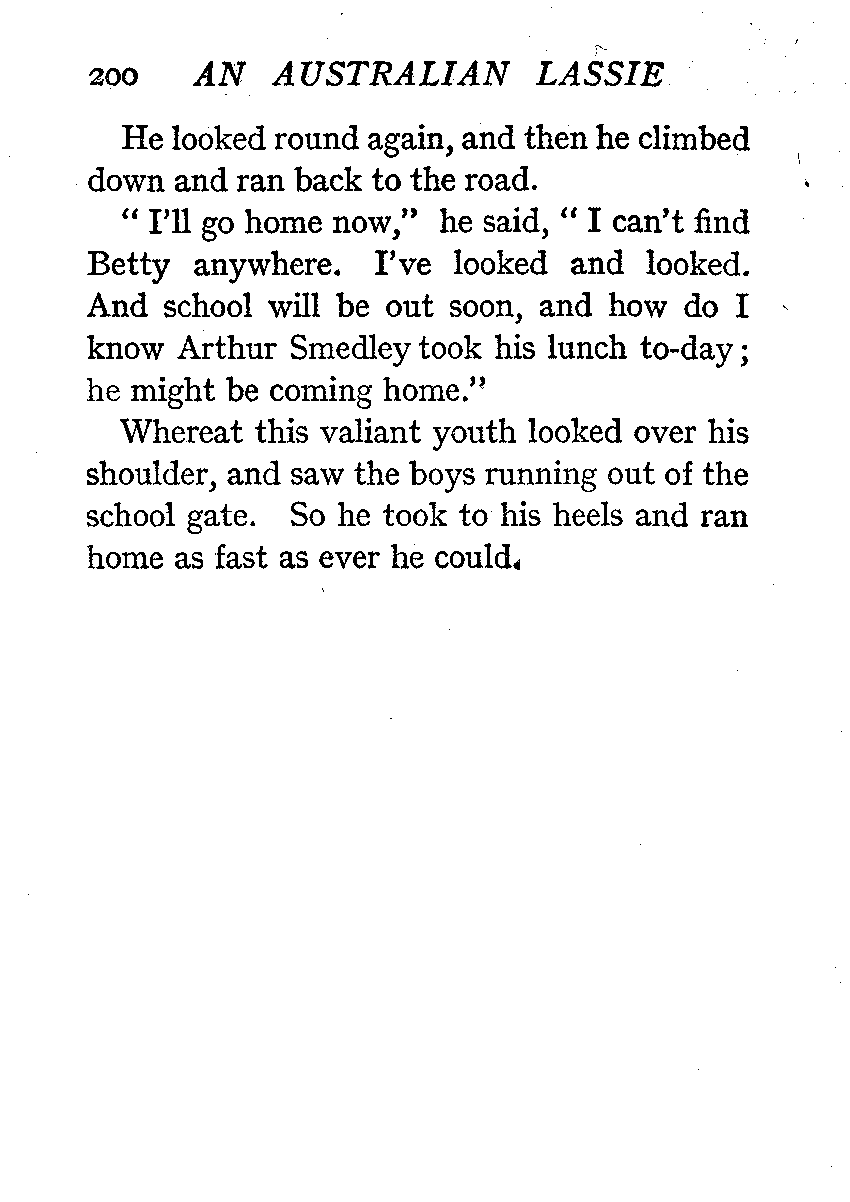 200 AN AUSTRALIAN LASSIE
He looked round again, and then he climbed
down and ran back to the road.
"I'll go home now," he said, "I can't find
Betty anywhere. I've looked and looked.
And school will be out soon, and how do I
know Arthur Smedley took his lunch to-day;
he might be coming home."
Whereat this valiant youth looked over his
shoulder, and saw the boys running out of the
school gate. So he took to his heels and ran
home as fast as ever he could.